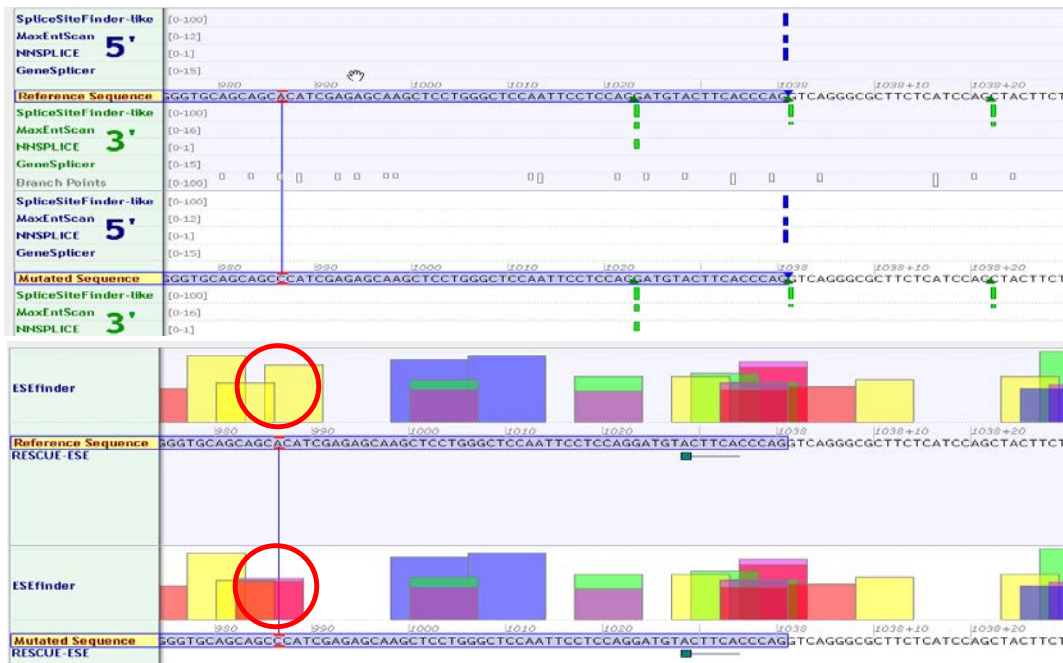 SpliceSiteFinder-like [0-100]
MaxEntScan [0-12]
5'
NNSPLICE [0-1]
GeneSplicer [0-15]
980 990 1000 1010 1020 1038 1038+10 1038+20
Reference Sequence GGGTGCAGCAGCACATCGAGAGCAAGCTCCTGGGCTCCAATTCCTCCAGGATGTACTTCACCCAGGTCAGGGCGCTTCTCATCCAGCTACTTCT
SpliceSiteFinder-like [0-100]
MaxEntScan [0-16]
3'
NNSPLICE [0-1]
GeneSplicer [0-15]
Branch Points [0-100]
SpliceSiteFinder-like [0-100]
MaxEntScan [0-12]
5'
NNSPLICE [0-1]
GeneSplicer [0-15]
980 990 1000 1010 1020 1038 1038+10 1038+20
Mutated Sequence GGGTGCAGCAGCCCATCGAGAGCAAGCTCCTGGGCTCCAATTCCTCCAGGATGTACTTCACCCAGGTCAGGGCGCTTCTCATCCAGCTACTTCT
SpliceSiteFinder-like [0-100]
MaxEntScan [0-16]
3'
NNSPLICE [0-1]
ESEfinder
980 990 1000 1010 1020 1038 1038+10 1038+20
Reference Sequence GGGTGCAGCAGCACATCGAGAGCAAGCTCCTGGGCTCCAATTCCTCCAGGATGTACTTCACCCAGGTCAGGGCGCTTCTCATCCAGCTACTTCT
RESCUE-ESE
ESEfinder
980 990 1000 1010 1020 1038 1038+10 1038+20
Mutated Sequence GGGTGCAGCAGCCCATCGAGAGCAAGCTCCTGGGCTCCAATTCCTCCAGGATGTACTTCACCCAGGTCAGGGCGCTTCTCATCCAGCTACTTCT
RESCUE-ESE